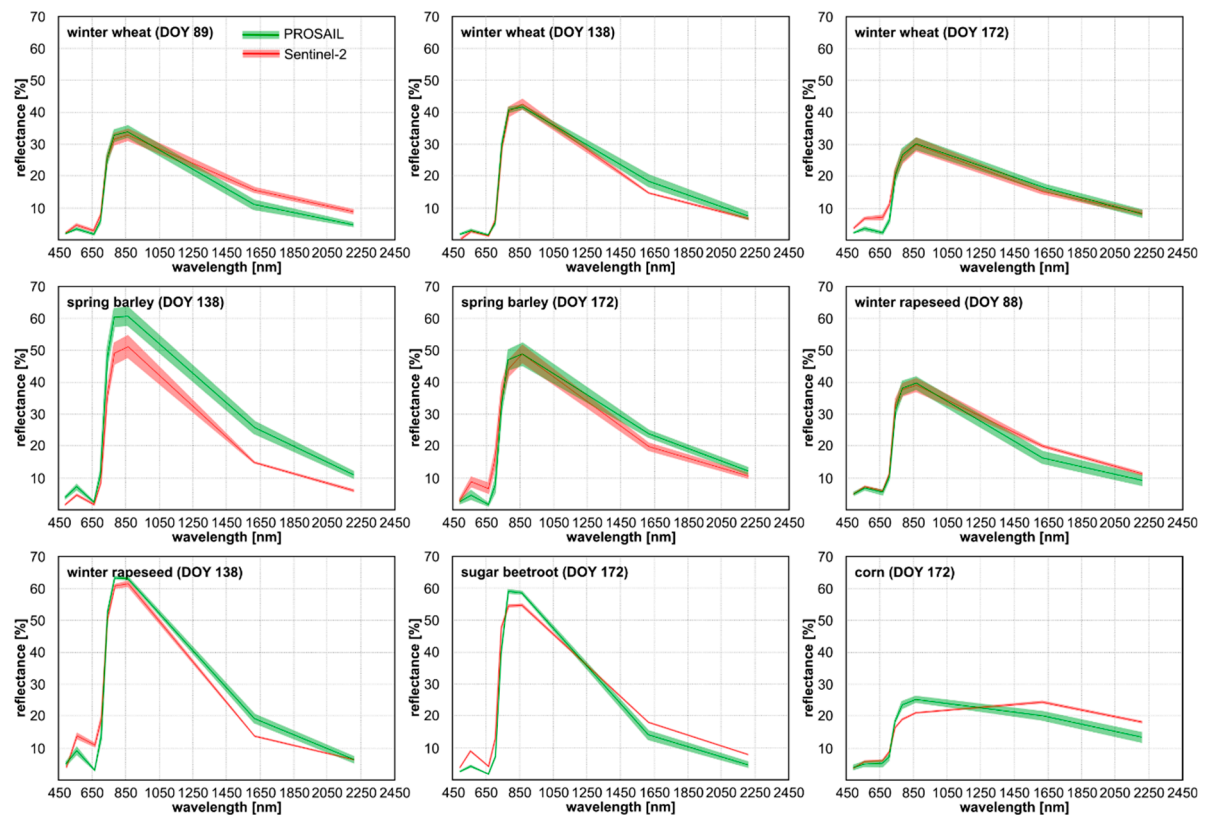 winter wheat (DOY 89)
PROSAIL
Sentinel-2
reflectance [%]
70
60
50
40
30
20
10
450 650 850 1050 1250 1450 1650 1850 2050 2250 2450
wavelength [nm]
winter wheat (DOY 138)
reflectance [%]
70
60
50
40
30
20
10
450 650 850 1050 1250 1450 1650 1850 2050 2250 2450
wavelength [nm]
winter wheat (DOY 172)
reflectance [%]
70
60
50
40
30
20
10
450 650 850 1050 1250 1450 1650 1850 2050 2250 2450
wavelength [nm]
spring barley (DOY 138)
reflectance [%]
70
60
50
40
30
20
10
450 650 850 1050 1250 1450 1650 1850 2050 2250 2450
wavelength [nm]
spring barley (DOY 172)
reflectance [%]
70
60
50
40
30
20
10
450 650 850 1050 1250 1450 1650 1850 2050 2250 2450
wavelength [nm]
winter rapeseed (DOY 88)
reflectance [%]
70
60
50
40
30
20
10
450 650 850 1050 1250 1450 1650 1850 2050 2250 2450
wavelength [nm]
winter rapeseed (DOY 138)
reflectance [%]
70
60
50
40
30
20
10
450 650 850 1050 1250 1450 1650 1850 2050 2250 2450
wavelength [nm]
sugar beetroot (DOY 172)
reflectance [%]
70
60
50
40
30
20
10
450 650 850 1050 1250 1450 1650 1850 2050 2250 2450
wavelength [nm]
corn (DOY 172)
reflectance [%]
70
60
50
40
30
20
10
450 650 850 1050 1250 1450 1650 1850 2050 2250 2450
wavelength [nm]